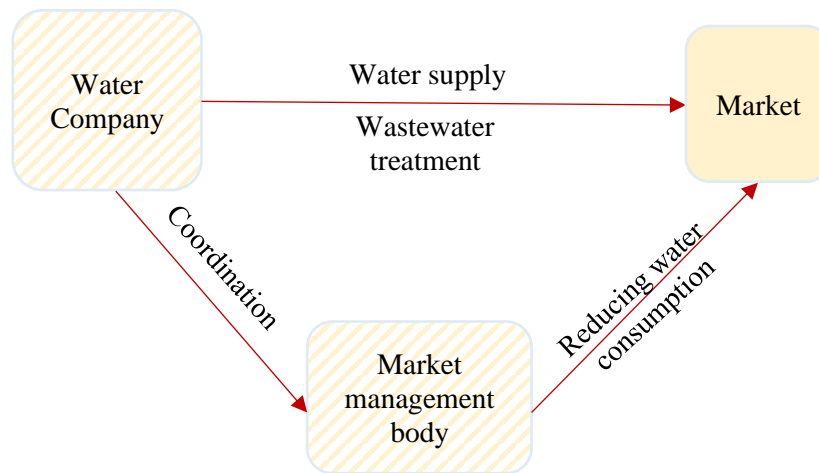 Water
Company
Water supply
Wastewater
treatment
Market
Coordination
Reducing water
consumption
Market
management
body